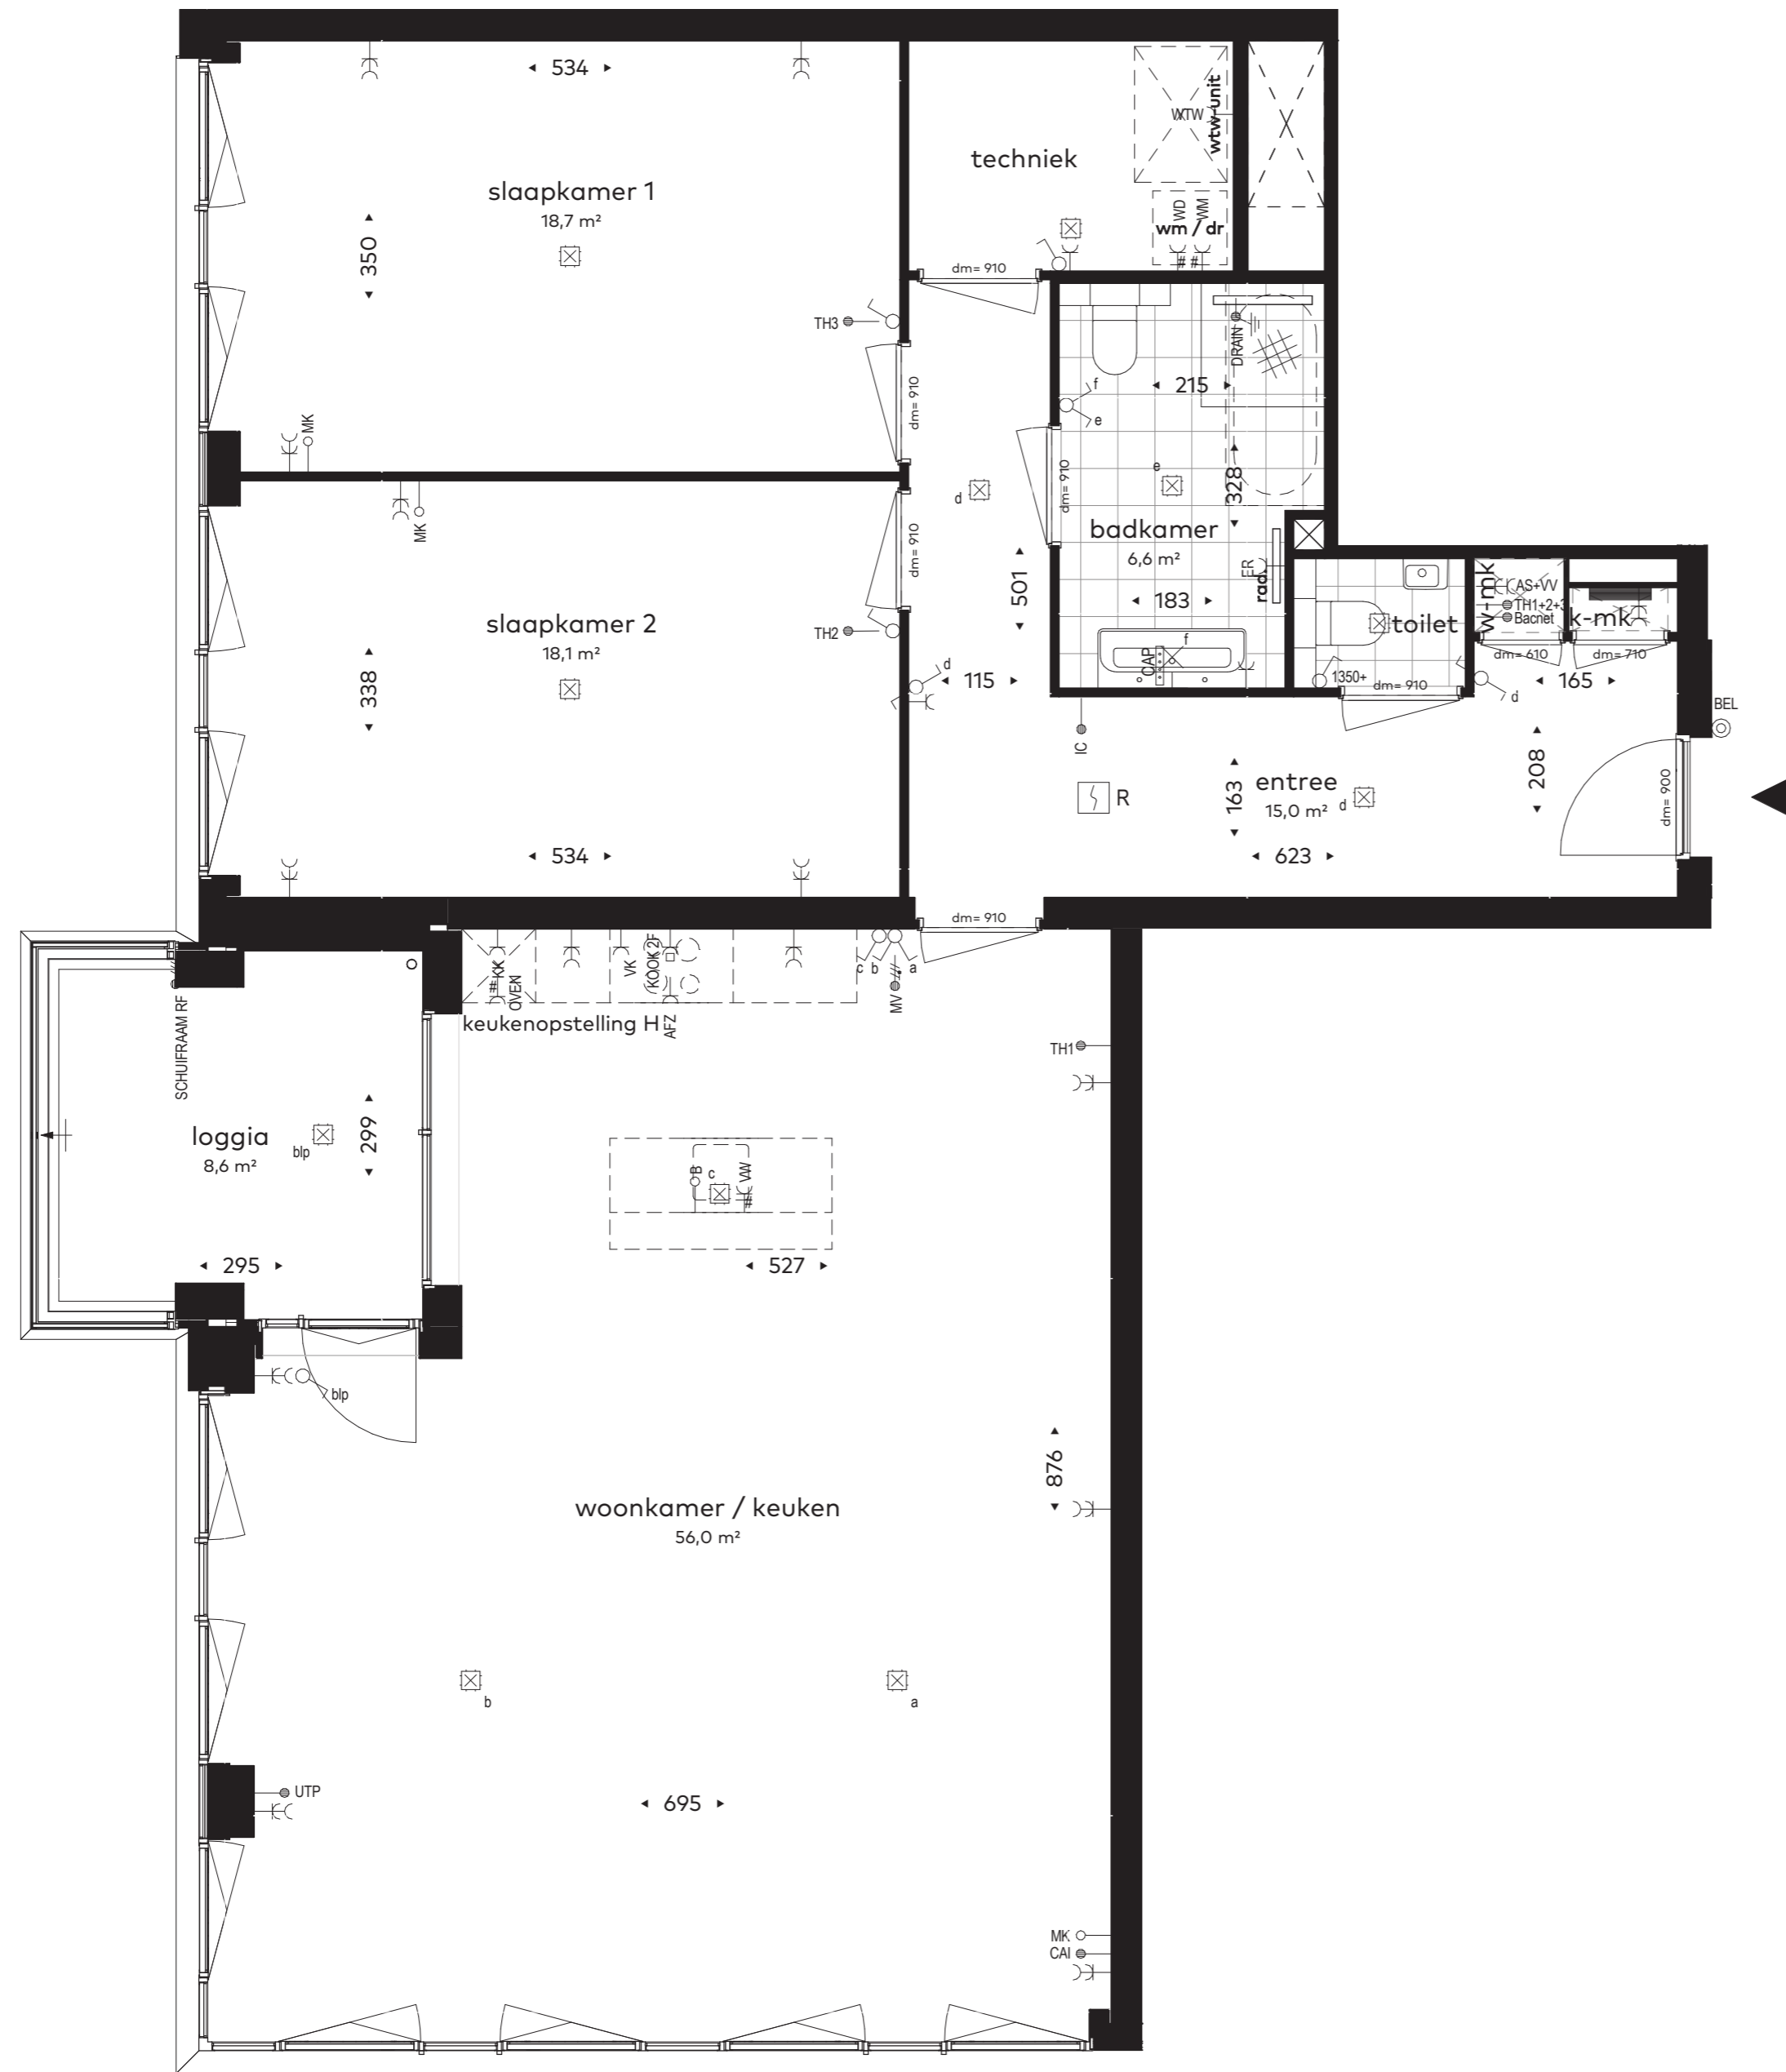 534
WTW
wtw-unit
techniek
slaapkamer 1
18,7 m²
350
WD
WM
wm / dr
# #
dm= 910
TH3
DRAIN
215
f
e
dm= 910
MK
MK
dm= 910
d
e
328
dm= 910
badkamer
6,6 m²
501
ER
rad.
183
w-mk
AS+VV
TH1+2+3
Bacnet
k-mk
toilet
slaapkamer 2
18,1 m²
TH2
338
d
115
CAP
f
1350+
dm= 910
dm= 610
dm= 710
165
d
BEL
IC
R
163
entree
15,0 m²
d
208
dm= 900
534
623
dm= 910
KK
#
OVEN
VK
KOOK 2F
AFZ
c
b
a
MV
keukenopstelling H
SCHUIFRAAM RF
TH1
loggia
8,6 m²
blp
299
c
VW
#
295
527
blp
876
woonkamer / keuken
56,0 m²
b
a
UTP
695
MK
CAI